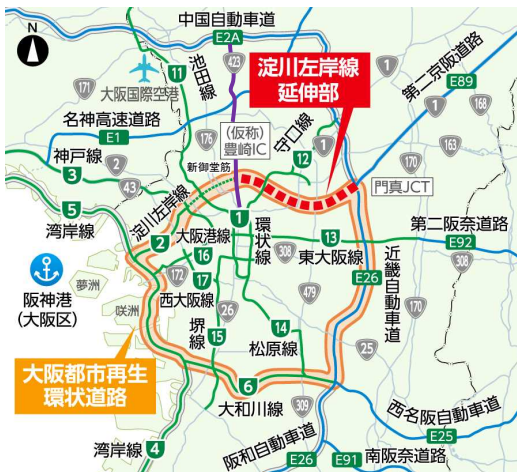 中国自動車道
E2A
N
池田線
11
423
171
大阪国際空港
淀川左岸線
延伸部
1
第二京阪道路
E89
1
168
名神高速道路
E1
176
(仮称)
豊崎IC
守口線
1
163
神戸線
3
2
43
新御堂筋
12
170
門真JCT
5
湾岸線
淀川左岸線
2
大阪港線
16
1
環状線
308
13
東大阪線
第二阪奈道路
E92
308
阪神港
(大阪区)
夢洲
咲洲
172
17
西大阪線
26
479
E26
近畿自動車道
170
堺線
15
14
松原線
25
大阪都市再生
環状道路
6
大和川線
309
西名阪自動車道
E25
湾岸線
4
阪和自動車道
E26
E91
南阪奈道路